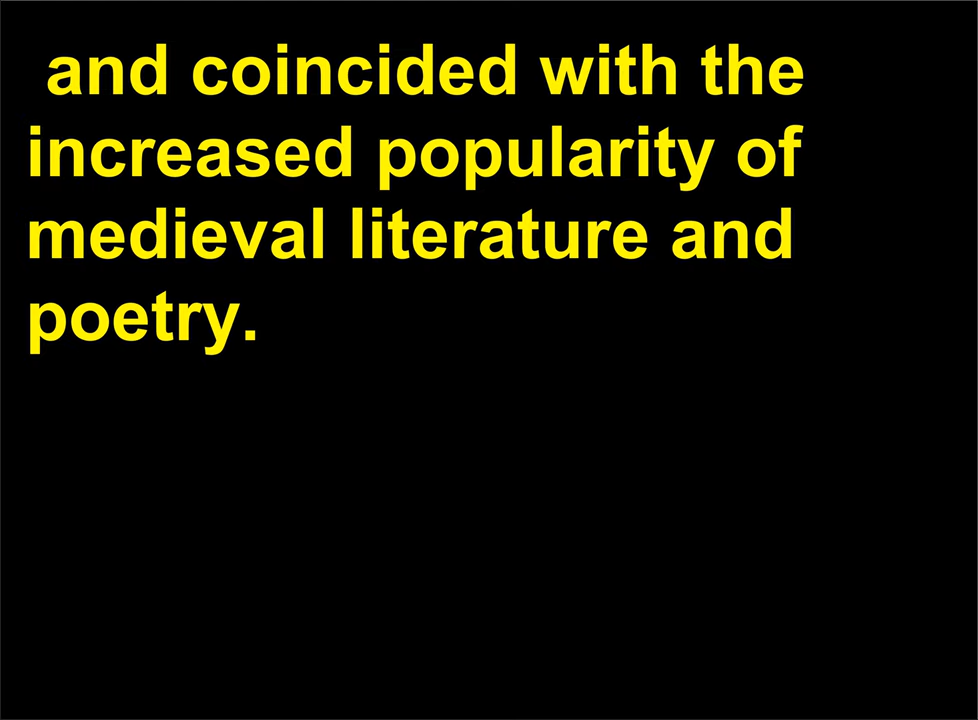 and coincided with the
increased popularity of
medieval literature and
poetry.